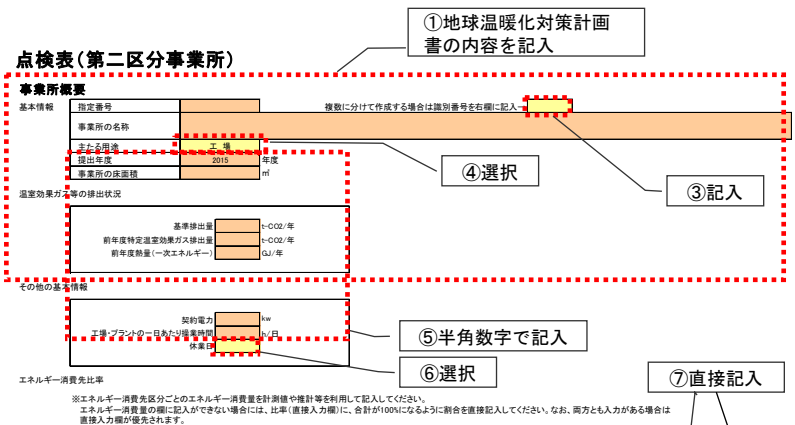 ①地球温暖化対策計画
書の内容を記入
点検表(第二区分事業所)
事業所概要
基本情報
指定番号
複数に分けて作成する場合は識別番号を右欄に記入→
事業所の名称
主たる用途 工 場
提出年度 2015 年度
事業所の床面積 ㎡
④選択
③記入
温室効果ガス等の排出状況
基準排出量 t-CO2/年
前年度特定温室効果ガス排出量 t-CO2/年
前年度熱量(一次エネルギー) GJ/年
その他の基本情報
契約電力 kw
工場・プラントの一日あたり操業時間 h/日
休業日
⑤半角数字で記入
⑥選択
⑦直接記入
エネルギー消費先比率
※エネルギー消費先区分ごとのエネルギー消費量を計測値や推計等を利用して記入してください。
エネルギー消費量の欄に記入ができない場合には、比率(直接入力欄)に、合計が100%になるように割合を直接記入してください。なお、両方とも入力がある場合は
直接入力欄が優先されます。